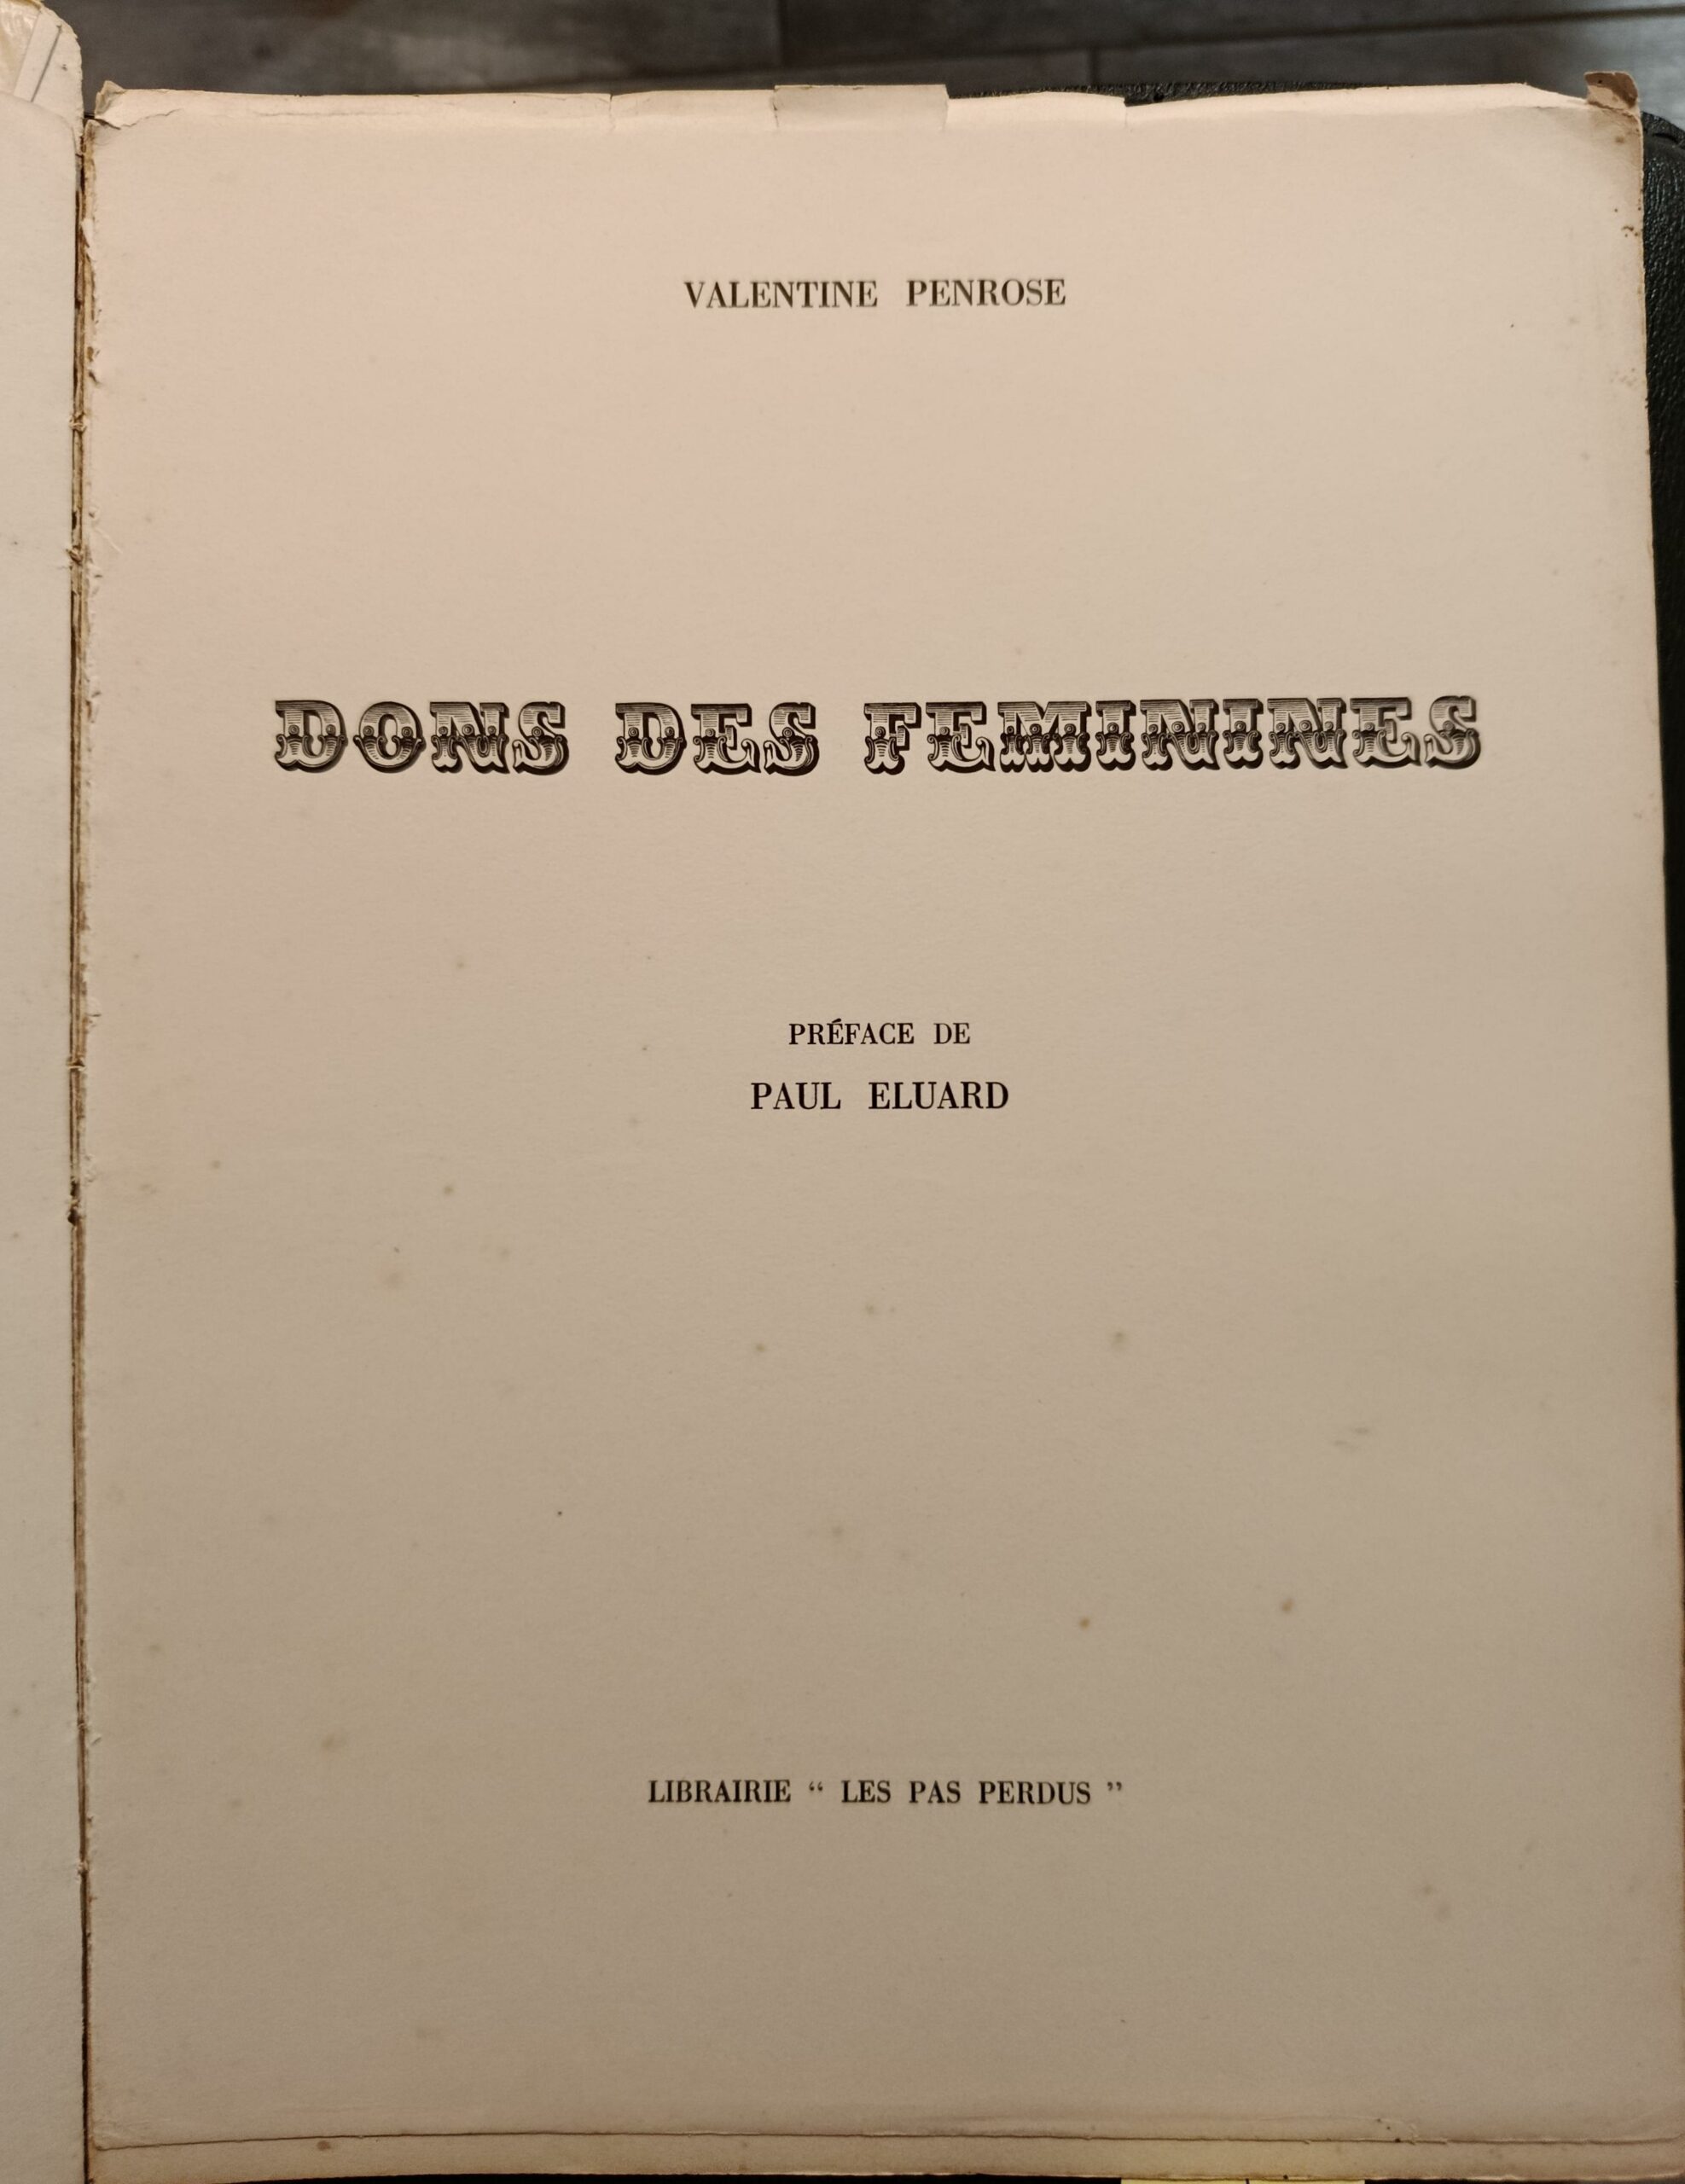 VALENTINE PENROSE
DONS DES FEMININES
PRÉFACE DE
PAUL ELUARD
LIBRAIRIE “ LES PAS PERDUS ”